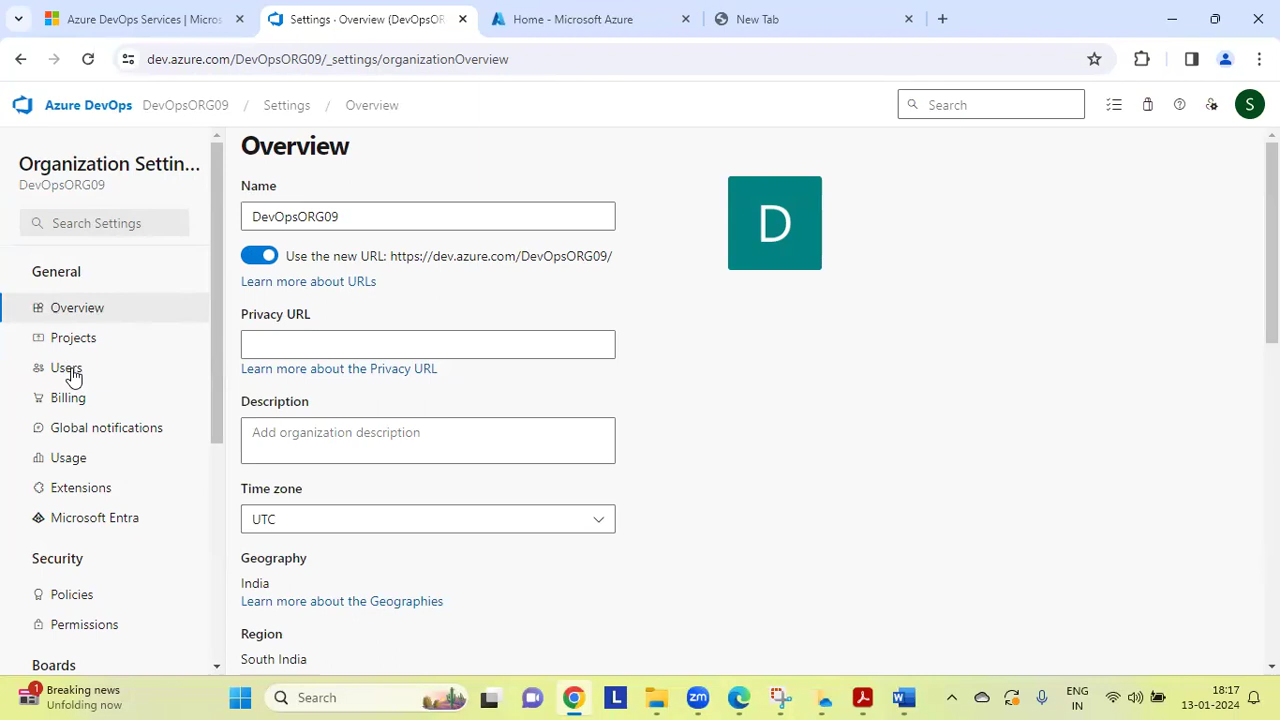 Azure DevOps Services | Micros
Settings · Overview (DevOpsOR
Home - Microsoft Azure
New Tab
dev.azure.com/DevOpsORG09/_settings/organizationOverview
Azure DevOps DevOpsORG09 / Settings / Overview
Search
S
Organization Settin...
DevOpsORG09
Search Settings
General
Overview
Projects
Users
Billing
Global notifications
Usage
Extensions
Microsoft Entra
Security
Policies
Permissions
Boards
Overview
Name
DevOpsORG09
Use the new URL: https://dev.azure.com/DevOpsORG09/
Learn more about URLs
Privacy URL
Learn more about the Privacy URL
Description
Add organization description
Time zone
UTC
Geography
India
Learn more about the Geographies
Region
South India
D
1
Breaking news
Unfolding now
Search
L
zm
W
ENG
IN
18:17
13-01-2024